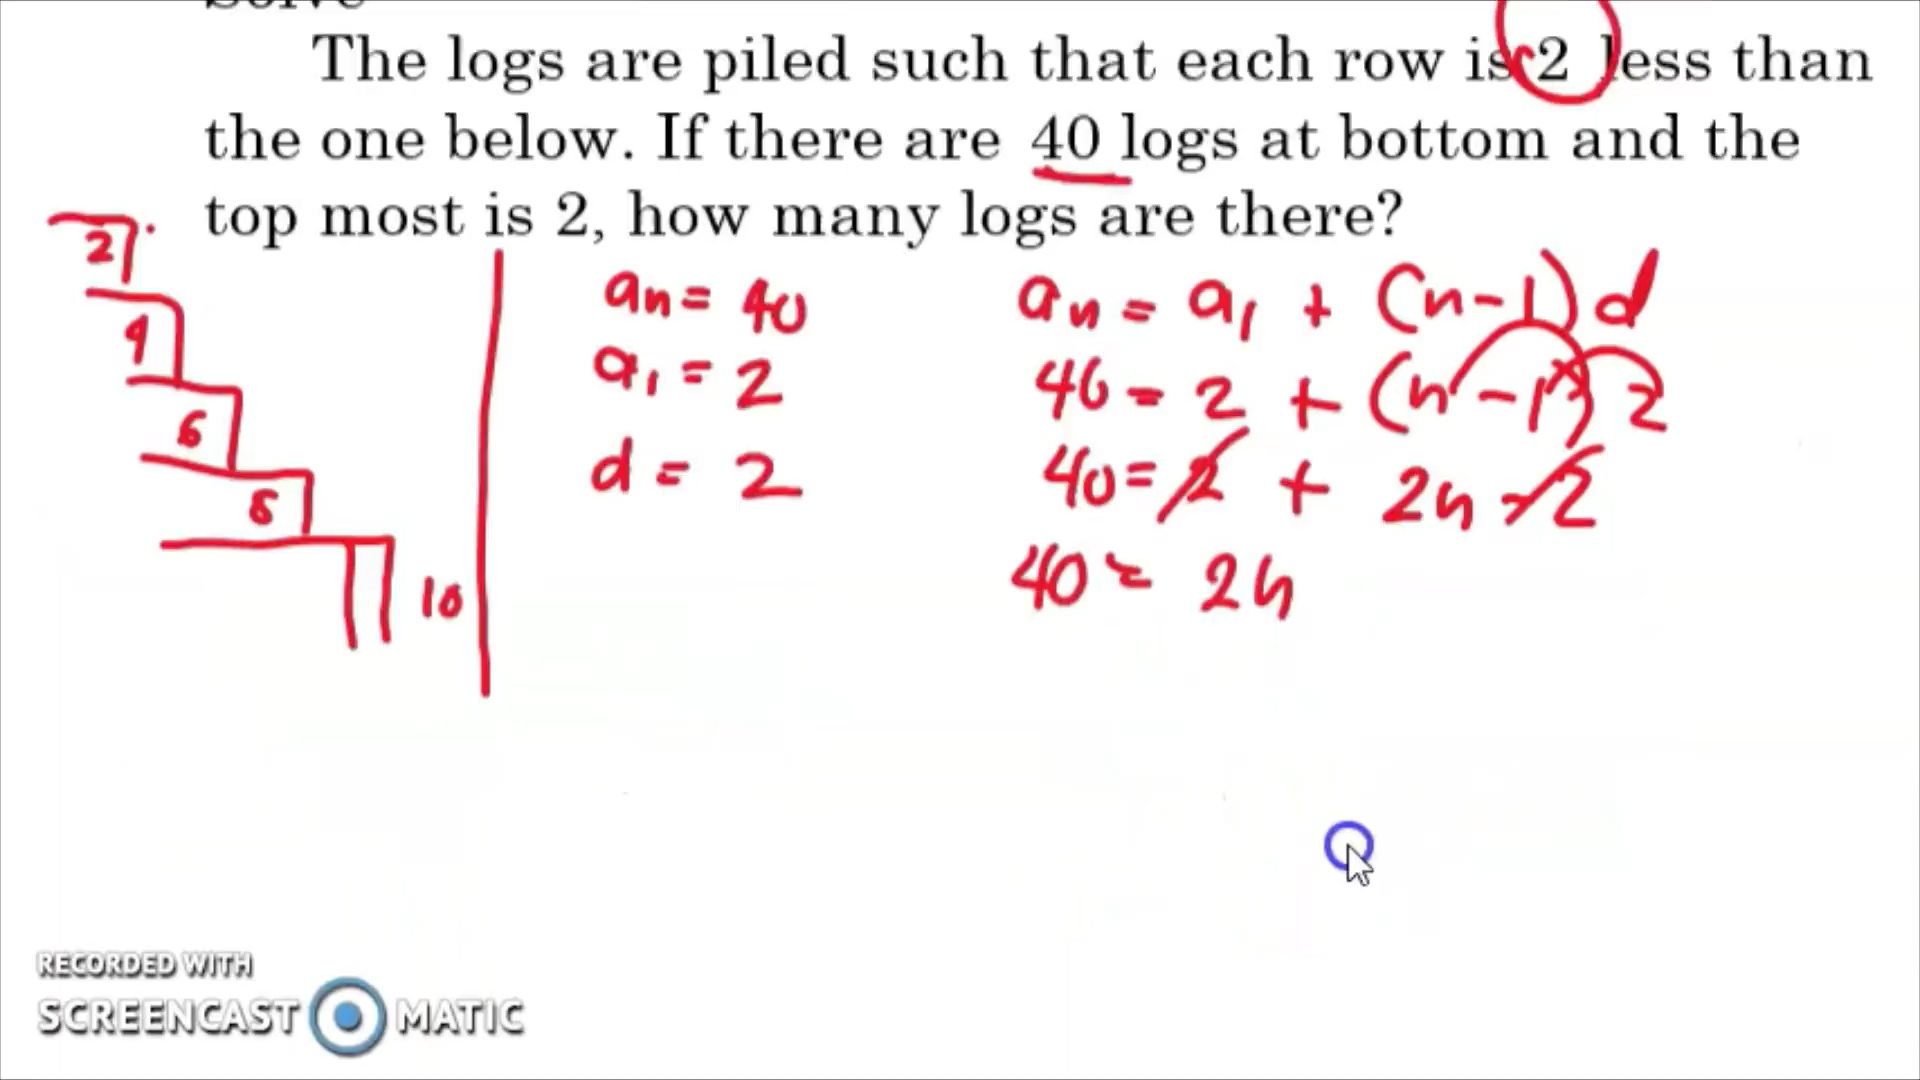 The logs are piled such that each row is 2 less than
the one below. If there are 40 logs at bottom and the
top most is 2, how many logs are there?
2
4
6
8
10
an = 40
a1 = 2
d = 2
an = a1 + (n-1)d
40 = 2 + (n-1)2
40 = 2 + 2n - 2
40 = 2n
RECORDED WITH
SCREENCAST MATIC